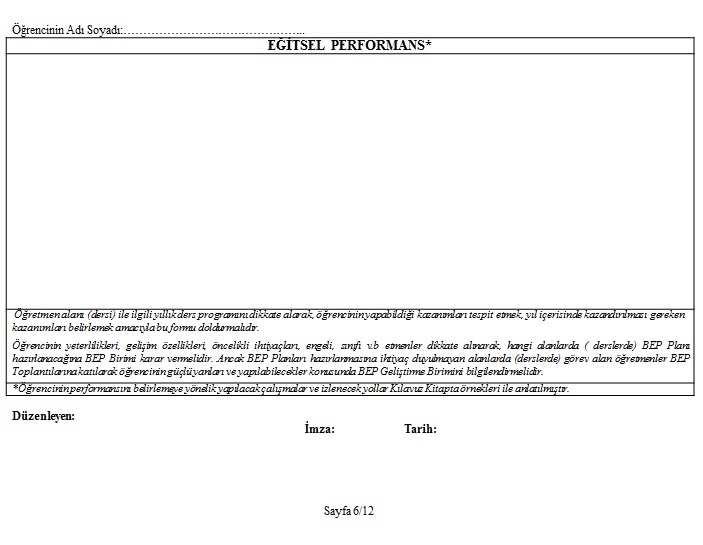 Öğrencinin Adı Soyadı:………………………………………..
EĞİTSEL PERFORMANS*
Öğretmen alanı (dersi) ile ilgili yıllık ders programını dikkate alarak, öğrencinin yapabildiği kazanımları tespit etmek, yıl içerisinde kazandırılması gereken
kazanımları belirlemek amacıyla bu formu doldurmalıdır.
Öğrencinin yeterlilikleri, gelişim özellikleri, öncelikli ihtiyaçları, engeli, sınıfı v.b etmenler dikkate alınarak, hangi alanlarda ( derslerde) BEP Planı
hazırlanacağına BEP Birimi karar vermelidir. Ancak BEP Planları hazırlanmasına ihtiyaç duyulmayan alanlarda (derslerde) görev alan öğretmenler BEP
Toplantılarına katılarak öğrencinin güçlü yanları ve yapılabilecekler konusunda BEP Geliştirme Birimini bilgilendirmelidir.
*Öğrencinin performansını belirlemeye yönelik yapılacak çalışmalar ve izlenecek yollar Kılavuz Kitapta örnekleri ile anlatılmıştır.
Düzenleyen:
İmza: Tarih:
Sayfa 6/12